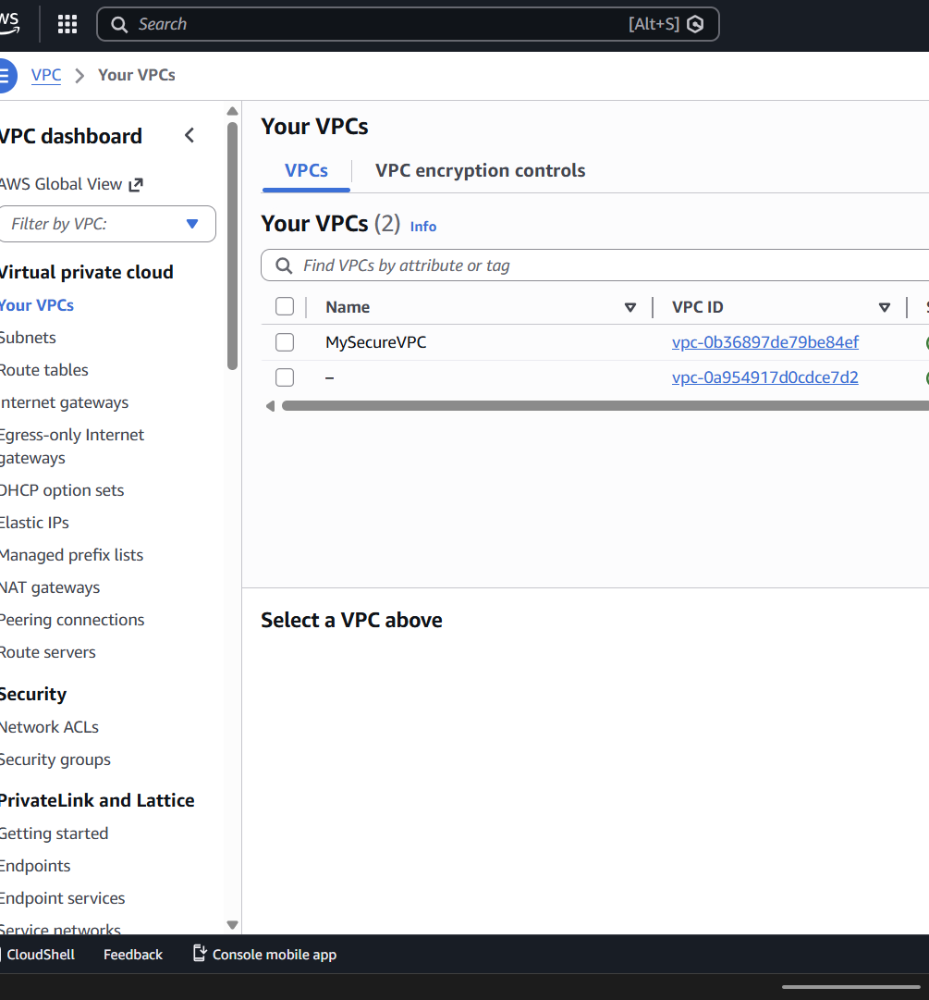 Search [Alt+S]
VPC > Your VPCs
VPC dashboard
AWS Global View
Filter by VPC:
Virtual private cloud
Your VPCs
Subnets
Route tables
Internet gateways
Egress-only Internet
gateways
DHCP option sets
Elastic IPs
Managed prefix lists
NAT gateways
Peering connections
Route servers
Security
Network ACLs
Security groups
PrivateLink and Lattice
Getting started
Endpoints
Endpoint services
Service networks
Your VPCs
VPCs VPC encryption controls
Your VPCs (2) Info
Find VPCs by attribute or tag
Name VPC ID
MySecureVPC vpc-0b36897de79be84ef
– vpc-0a954917d0cdce7d2
Select a VPC above
CloudShell Feedback Console mobile app